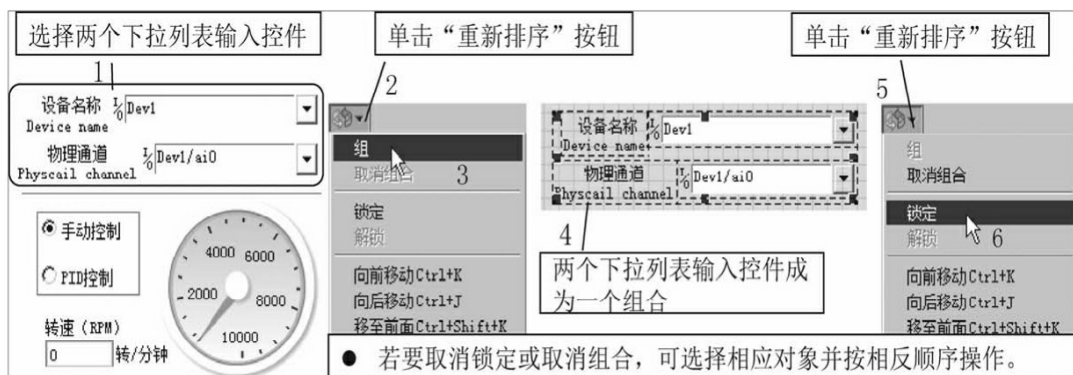 选择两个下拉列表输入控件
单击“重新排序”按钮
单击“重新排序”按钮
1
2
5
设备名称
Device name
I/O Dev1
物理通道
Physcail channel
I/O Dev1/ai0
组
取消组合
3
锁定
解锁
向前移动Ctrl+K
向后移动Ctrl+J
移至前面Ctrl+Shift+K
设备名称
Device name
I/O Dev1
物理通道
Physcail channel
I/O Dev1/ai0
4
两个下拉列表输入控件成
为一个组合
组
取消组合
锁定
解锁
6
向前移动Ctrl+K
向后移动Ctrl+J
移至前面Ctrl+Shift+K
手动控制
PID控制
转速（RPM）
0 转/分钟
2000
4000
6000
8000
10000
● 若要取消锁定或取消组合，可选择相应对象并按相反顺序操作。